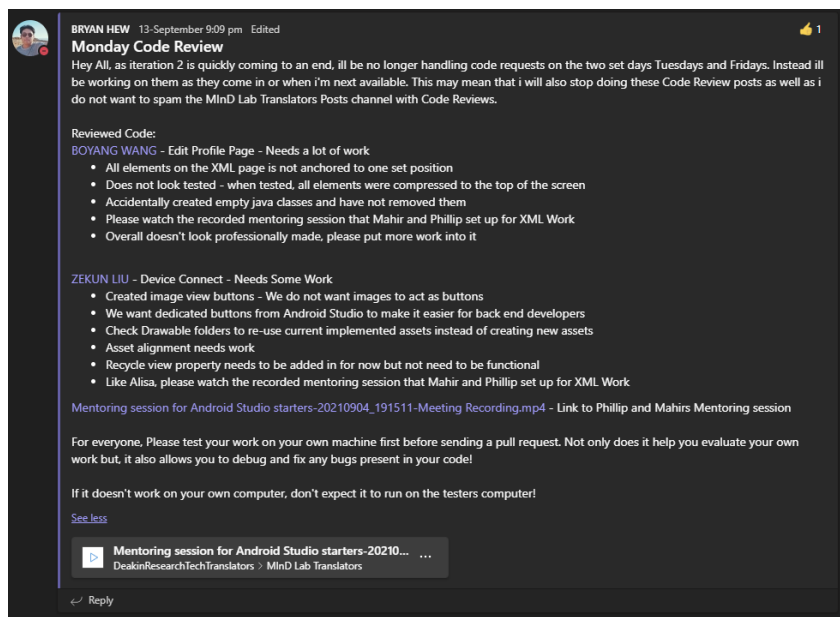 BRYAN HEW 13-September 9:09 pm Edited
👍 1
Monday Code Review
Hey All, as iteration 2 is quickly coming to an end, ill be no longer handling code requests on the two set days Tuesdays and Fridays. Instead ill
be working on them as they come in or when i'm next available. This may mean that i will also stop doing these Code Review posts as well as i
do not want to spam the MInD Lab Translators Posts channel with Code Reviews.
Reviewed Code:
BOYANG WANG - Edit Profile Page - Needs a lot of work
• All elements on the XML page is not anchored to one set position
• Does not look tested - when tested, all elements were compressed to the top of the screen
• Accidentally created empty java classes and have not removed them
• Please watch the recorded mentoring session that Mahir and Phillip set up for XML Work
• Overall doesn't look professionally made, please put more work into it
ZEKUN LIU - Device Connect - Needs Some Work
• Created image view buttons - We do not want images to act as buttons
• We want dedicated buttons from Android Studio to make it easier for back end developers
• Check Drawable folders to re-use current implemented assets instead of creating new assets
• Asset alignment needs work
• Recycle view property needs to be added in for now but not need to be functional
• Like Alisa, please watch the recorded mentoring session that Mahir and Phillip set up for XML Work
Mentoring session for Android Studio starters-20210904_191511-Meeting Recording.mp4 - Link to Phillip and Mahirs Mentoring session
For everyone, Please test your work on your own machine first before sending a pull request. Not only does it help you evaluate your own
work but, it also allows you to debug and fix any bugs present in your code!
If it doesn't work on your own computer, don't expect it to run on the testers computer!
See less
Mentoring session for Android Studio starters-20210...
...
DeakinResearchTechTranslators > MInD Lab Translators
Reply